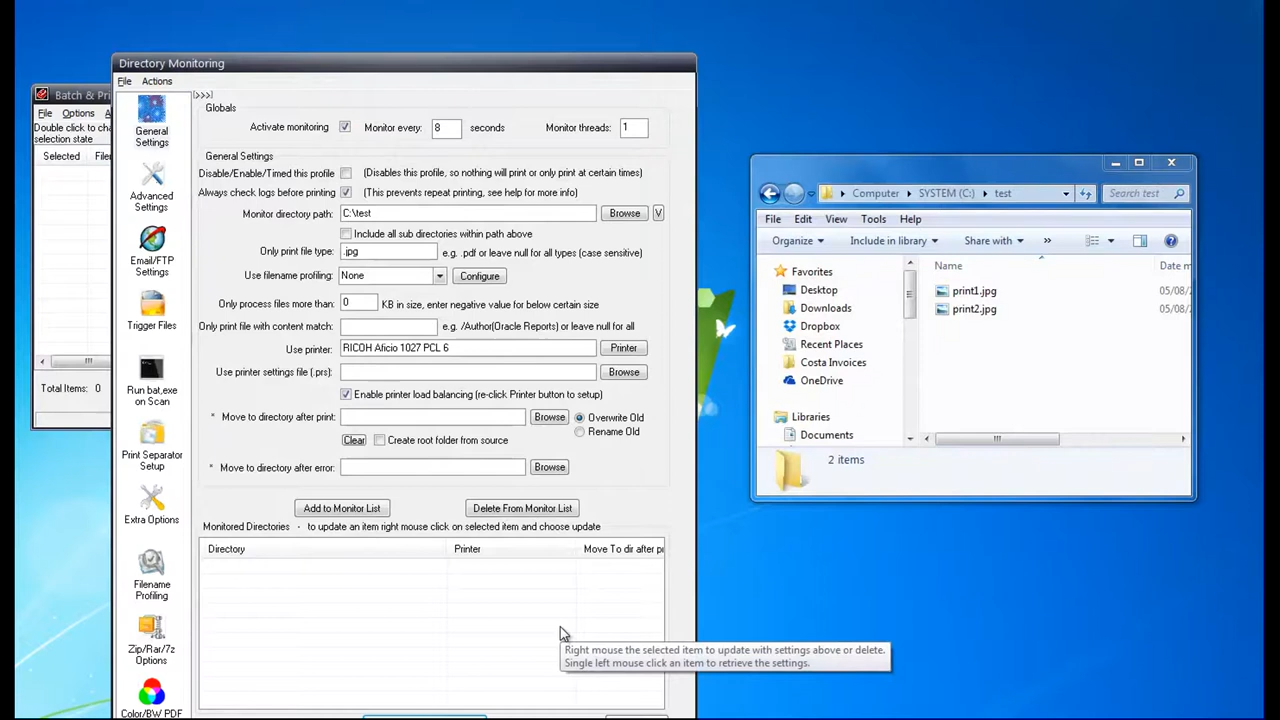 Directory Monitoring
File Actions
Batch & Pri
File Options A
Double click to cha
selection state
Selected Filer
Total Items: 0
General
Settings
Advanced
Settings
Email/FTP
Settings
Trigger Files
Run bat,exe
on Scan
Print Separator
Setup
Extra Options
Filename
Profiling
Zip/Rar/7z
Options
Color/BW PDF
[>>>]
Globals
Activate monitoring Monitor every: 8 seconds Monitor threads: 1
General Settings
Disable/Enable/Timed this profile (Disables this profile, so nothing will print or only print at certain times)
Always check logs before printing (This prevents repeat printing, see help for more info)
Monitor directory path: C:\test Browse V
Include all sub directories within path above
Only print file type: .jpg e.g. .pdf or leave null for all types (case sensitive)
Use filename profiling: None Configure
Only process files more than: 0 KB in size, enter negative value for below certain size
Only print file with content match: e.g. /Author(Oracle Reports) or leave null for all
Use printer: RICOH Aficio 1027 PCL 6 Printer
Use printer settings file (.prs): Browse
Enable printer load balancing (re-click Printer button to setup)
* Move to directory after print: Browse Overwrite Old
Rename Old
Clear Create root folder from source
* Move to directory after error: Browse
Add to Monitor List Delete From Monitor List
Monitored Directories - to update an item right mouse click on selected item and choose update
Directory Printer Move To dir after pr
Right mouse the selected item to update with settings above or delete.
Single left mouse click an item to retrieve the settings.
Computer SYSTEM (C:) test Search test
File Edit View Tools Help
Organize Include in library Share with »
Favorites
Desktop
Downloads
Dropbox
Recent Places
Costa Invoices
OneDrive
Libraries
Documents
Name Date m
print1.jpg 05/08/2
print2.jpg 05/08/2
2 items